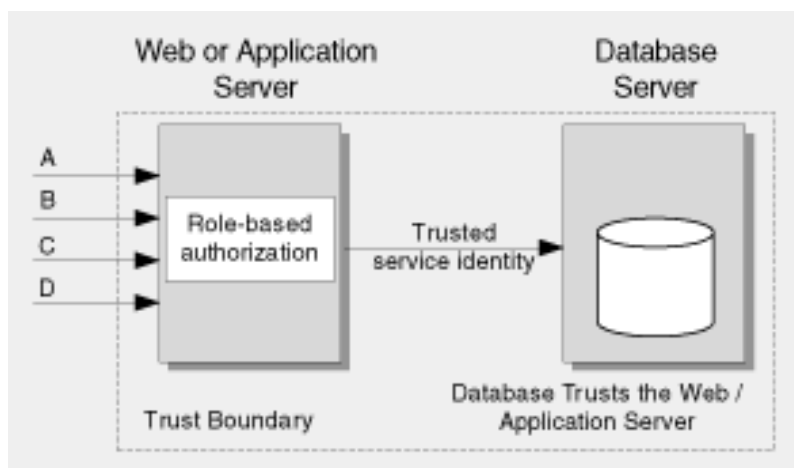 Web or Application
Server
Database
Server
A
B
C
D
Role-based
authorization
Trusted
service identity
Trust Boundary
Database Trusts the Web /
Application Server